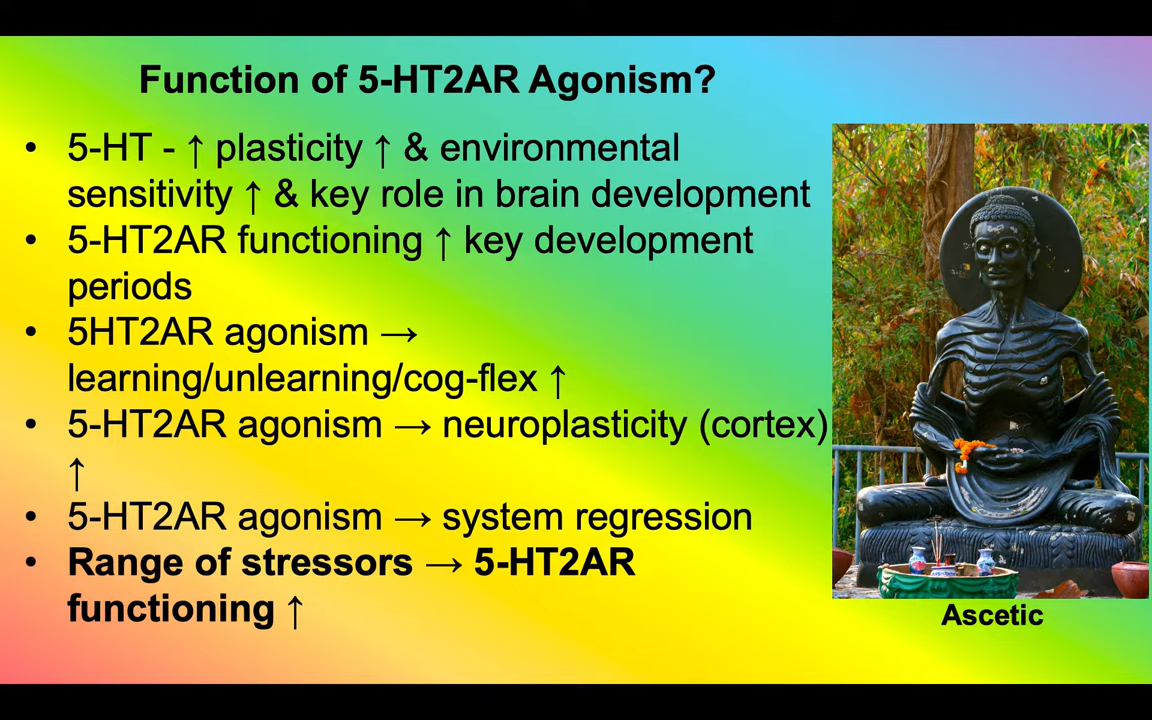 Function of 5-HT2AR Agonism?
• 5-HT - ↑ plasticity ↑ & environmental
sensitivity ↑ & key role in brain development
• 5-HT2AR functioning ↑ key development
periods
• 5HT2AR agonism →
learning/unlearning/cog-flex ↑
• 5-HT2AR agonism → neuroplasticity (cortex)
↑
• 5-HT2AR agonism → system regression
• Range of stressors → 5-HT2AR
functioning ↑
Ascetic